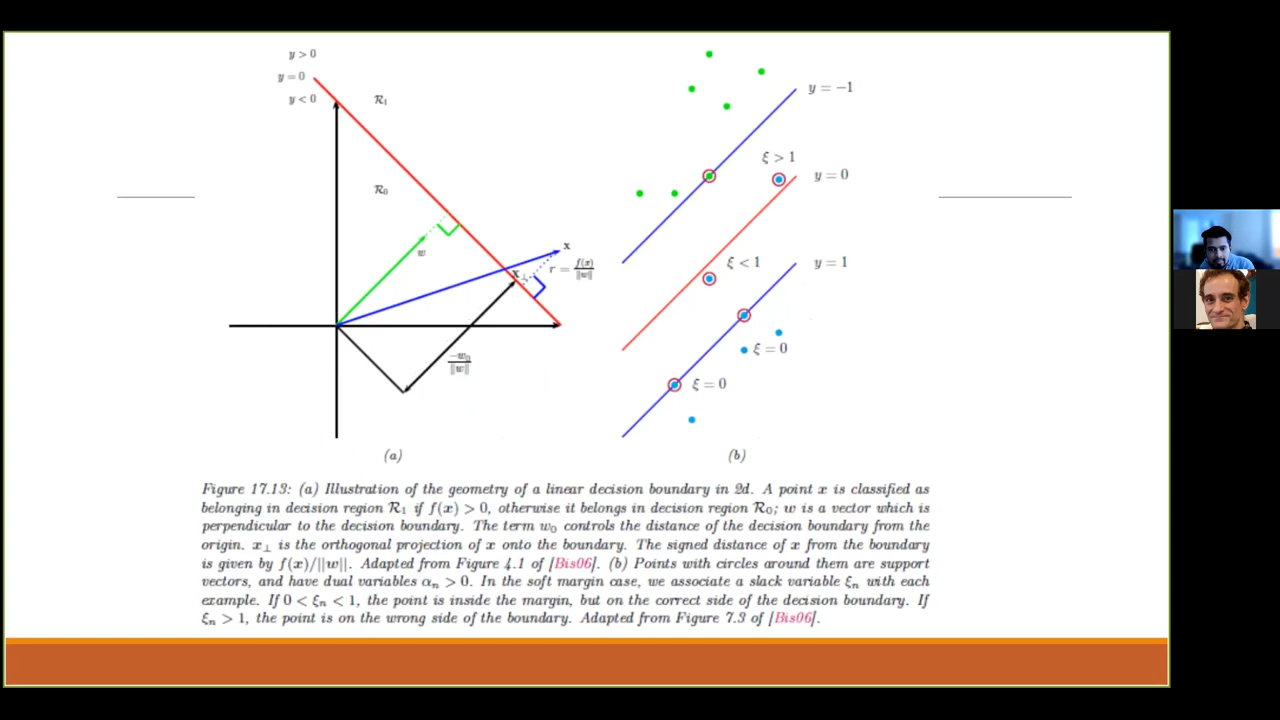 y > 0
y = 0
y < 0
R₁
R₀
w
x
x⊥
r = f(x)/‖w‖
−w₀/‖w‖
(a)
y = −1
ξ > 1
y = 0
ξ < 1
y = 1
ξ = 0
ξ = 0
(b)
Figure 17.13: (a) Illustration of the geometry of a linear decision boundary in 2d. A point x is classified as
belonging in decision region R₁ if f(x) > 0, otherwise it belongs in decision region R₀; w is a vector which is
perpendicular to the decision boundary. The term w₀ controls the distance of the decision boundary from the
origin. x⊥ is the orthogonal projection of x onto the boundary. The signed distance of x from the boundary
is given by f(x)/||w||. Adapted from Figure 4.1 of [Bis06]. (b) Points with circles around them are support
vectors, and have dual variables αₙ > 0. In the soft margin case, we associate a slack variable ξₙ with each
example. If 0 < ξₙ < 1, the point is inside the margin, but on the correct side of the decision boundary. If
ξₙ > 1, the point is on the wrong side of the boundary. Adapted from Figure 7.3 of [Bis06].